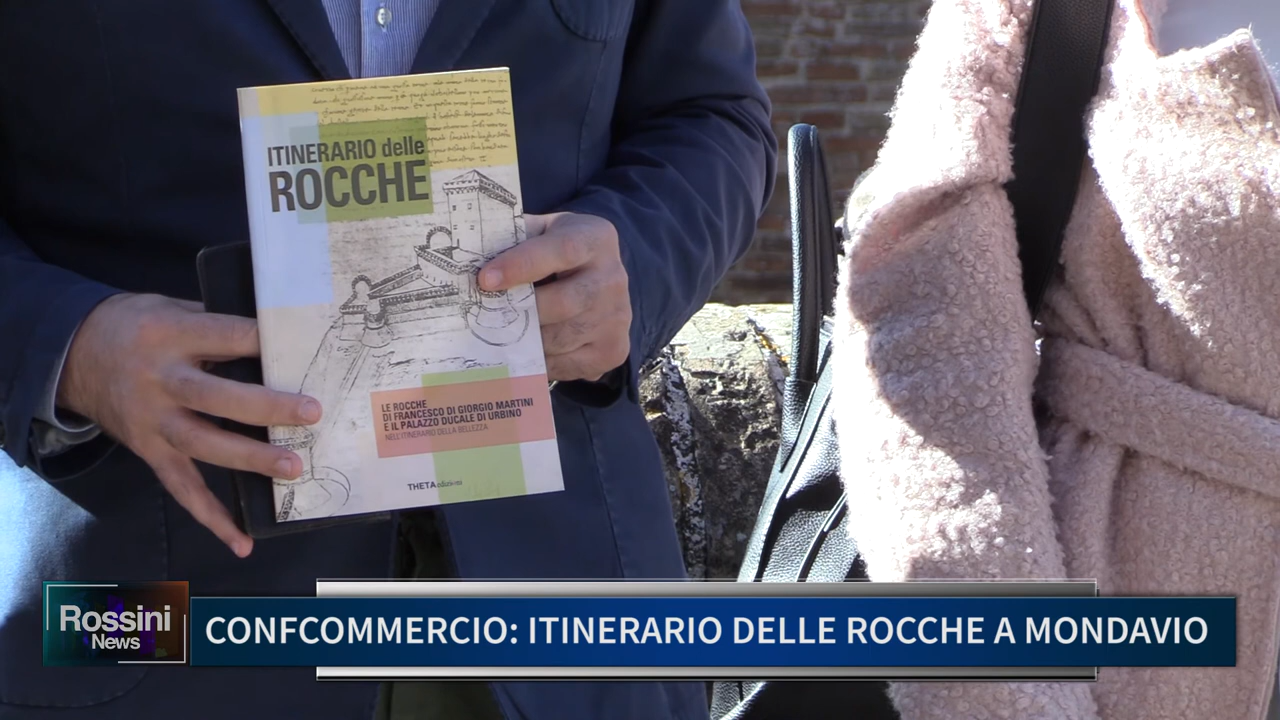 ITINERARIO delle
ROCCHE
LE ROCCHE
DI FRANCESCO DI GIORGIO MARTINI
E IL PALAZZO DUCALE DI URBINO
NELL'ITINERARIO DELLA BELLEZZA
THETA edizioni
Rossini
News
CONFCOMMERCIO: ITINERARIO DELLE ROCCHE A MONDAVIO